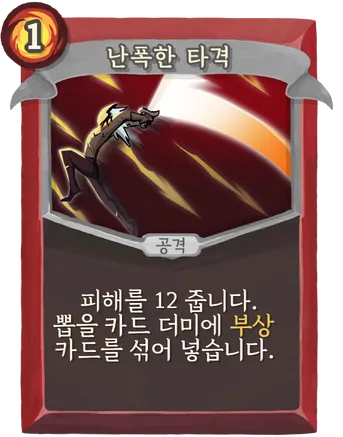 1
난폭한 타격
공격
피해를 12 줍니다.
뽑을 카드 더미에 부상
카드를 섞어 넣습니다.